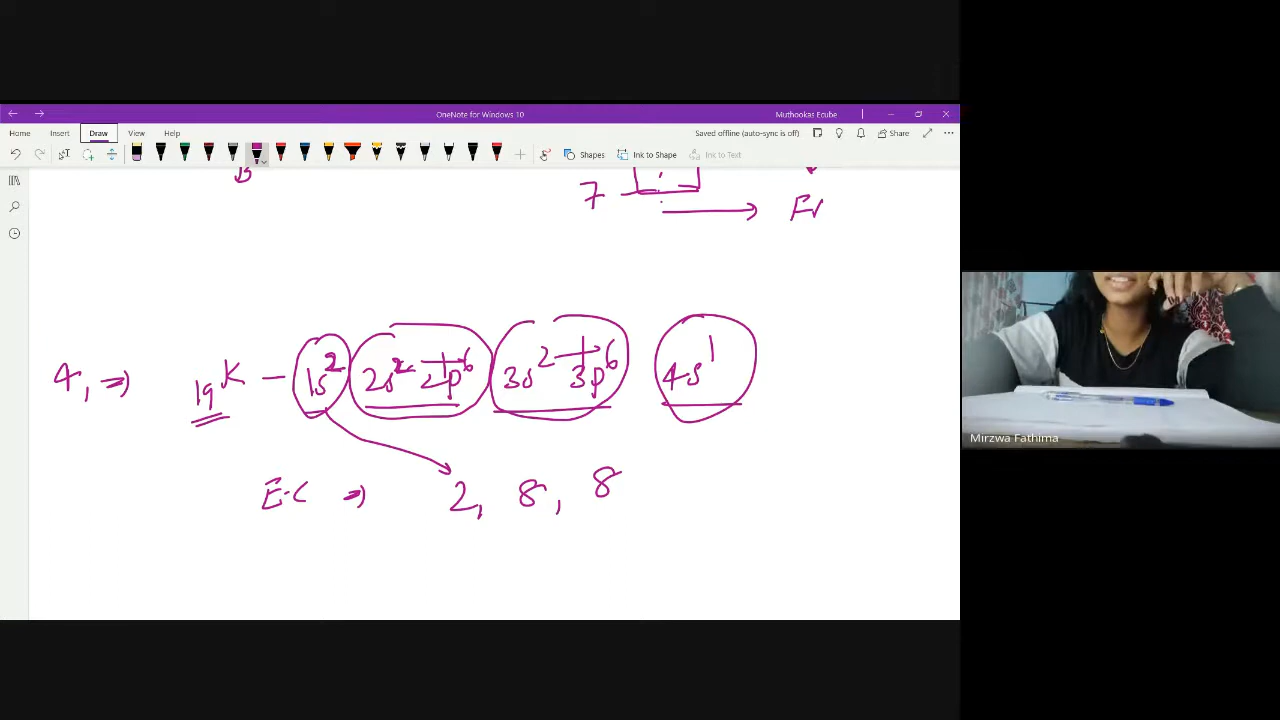 OneNote for Windows 10
Muthookas Ecube
Home Insert Draw View Help
Saved offline (auto-sync is off)
Share
Shapes
Ink to Shape
Ink to Text
7
Fr
4, ⇒ ₁₉K – 1s² 2s² 2p⁶ 3s² 3p⁶ 4s¹
E.C ⇒ 2, 8, 8
Mirzwa Fathima